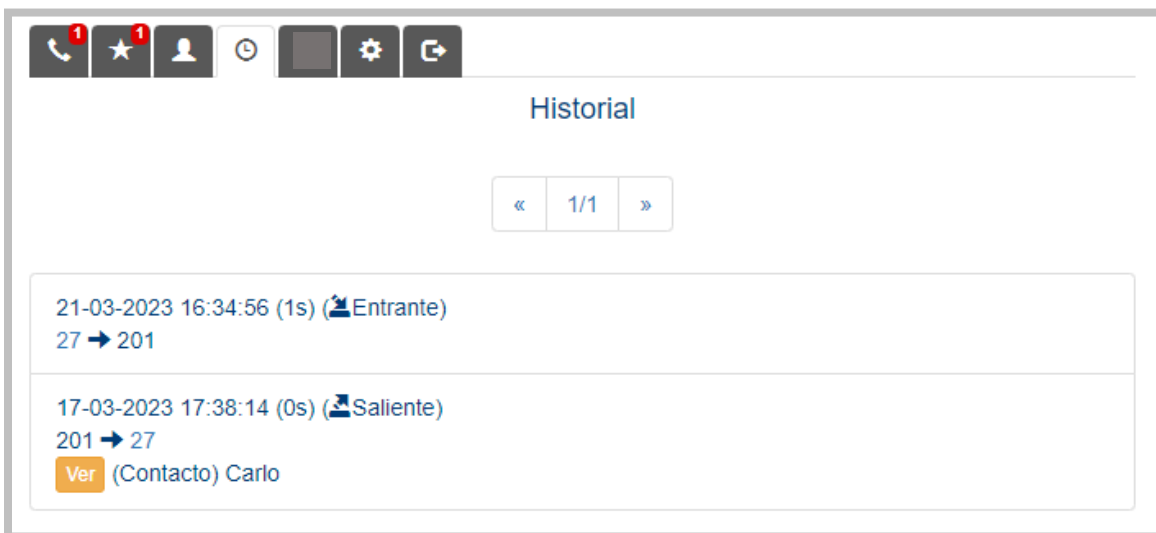 1 1
Historial
« 1/1 »
21-03-2023 16:34:56 (1s) (Entrante)
27 ➔ 201
17-03-2023 17:38:14 (0s) (Saliente)
201 ➔ 27
Ver (Contacto) Carlo